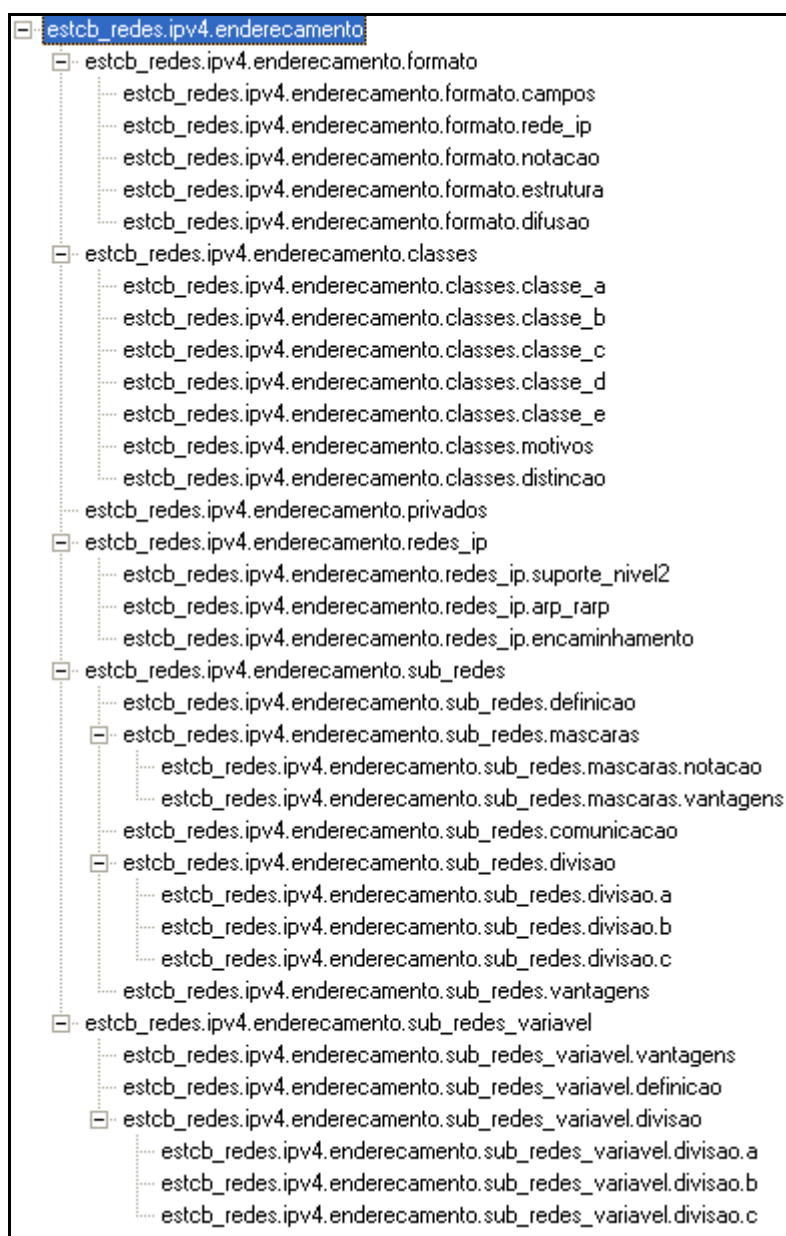 estcb_redes.ipv4.enderecamento
estcb_redes.ipv4.enderecamento.formato
estcb_redes.ipv4.enderecamento.formato.campos
estcb_redes.ipv4.enderecamento.formato.rede_ip
estcb_redes.ipv4.enderecamento.formato.notacao
estcb_redes.ipv4.enderecamento.formato.estrutura
estcb_redes.ipv4.enderecamento.formato.difusao
estcb_redes.ipv4.enderecamento.classes
estcb_redes.ipv4.enderecamento.classes.classe_a
estcb_redes.ipv4.enderecamento.classes.classe_b
estcb_redes.ipv4.enderecamento.classes.classe_c
estcb_redes.ipv4.enderecamento.classes.classe_d
estcb_redes.ipv4.enderecamento.classes.classe_e
estcb_redes.ipv4.enderecamento.classes.motivos
estcb_redes.ipv4.enderecamento.classes.distincao
estcb_redes.ipv4.enderecamento.privados
estcb_redes.ipv4.enderecamento.redes_ip
estcb_redes.ipv4.enderecamento.redes_ip.suporte_nivel2
estcb_redes.ipv4.enderecamento.redes_ip.arp_rarp
estcb_redes.ipv4.enderecamento.redes_ip.encaminhamento
estcb_redes.ipv4.enderecamento.sub_redes
estcb_redes.ipv4.enderecamento.sub_redes.definicao
estcb_redes.ipv4.enderecamento.sub_redes.mascaras
estcb_redes.ipv4.enderecamento.sub_redes.mascaras.notacao
estcb_redes.ipv4.enderecamento.sub_redes.mascaras.vantagens
estcb_redes.ipv4.enderecamento.sub_redes.comunicacao
estcb_redes.ipv4.enderecamento.sub_redes.divisao
estcb_redes.ipv4.enderecamento.sub_redes.divisao.a
estcb_redes.ipv4.enderecamento.sub_redes.divisao.b
estcb_redes.ipv4.enderecamento.sub_redes.divisao.c
estcb_redes.ipv4.enderecamento.sub_redes.vantagens
estcb_redes.ipv4.enderecamento.sub_redes_variavel
estcb_redes.ipv4.enderecamento.sub_redes_variavel.vantagens
estcb_redes.ipv4.enderecamento.sub_redes_variavel.definicao
estcb_redes.ipv4.enderecamento.sub_redes_variavel.divisao
estcb_redes.ipv4.enderecamento.sub_redes_variavel.divisao.a
estcb_redes.ipv4.enderecamento.sub_redes_variavel.divisao.b
estcb_redes.ipv4.enderecamento.sub_redes_variavel.divisao.c